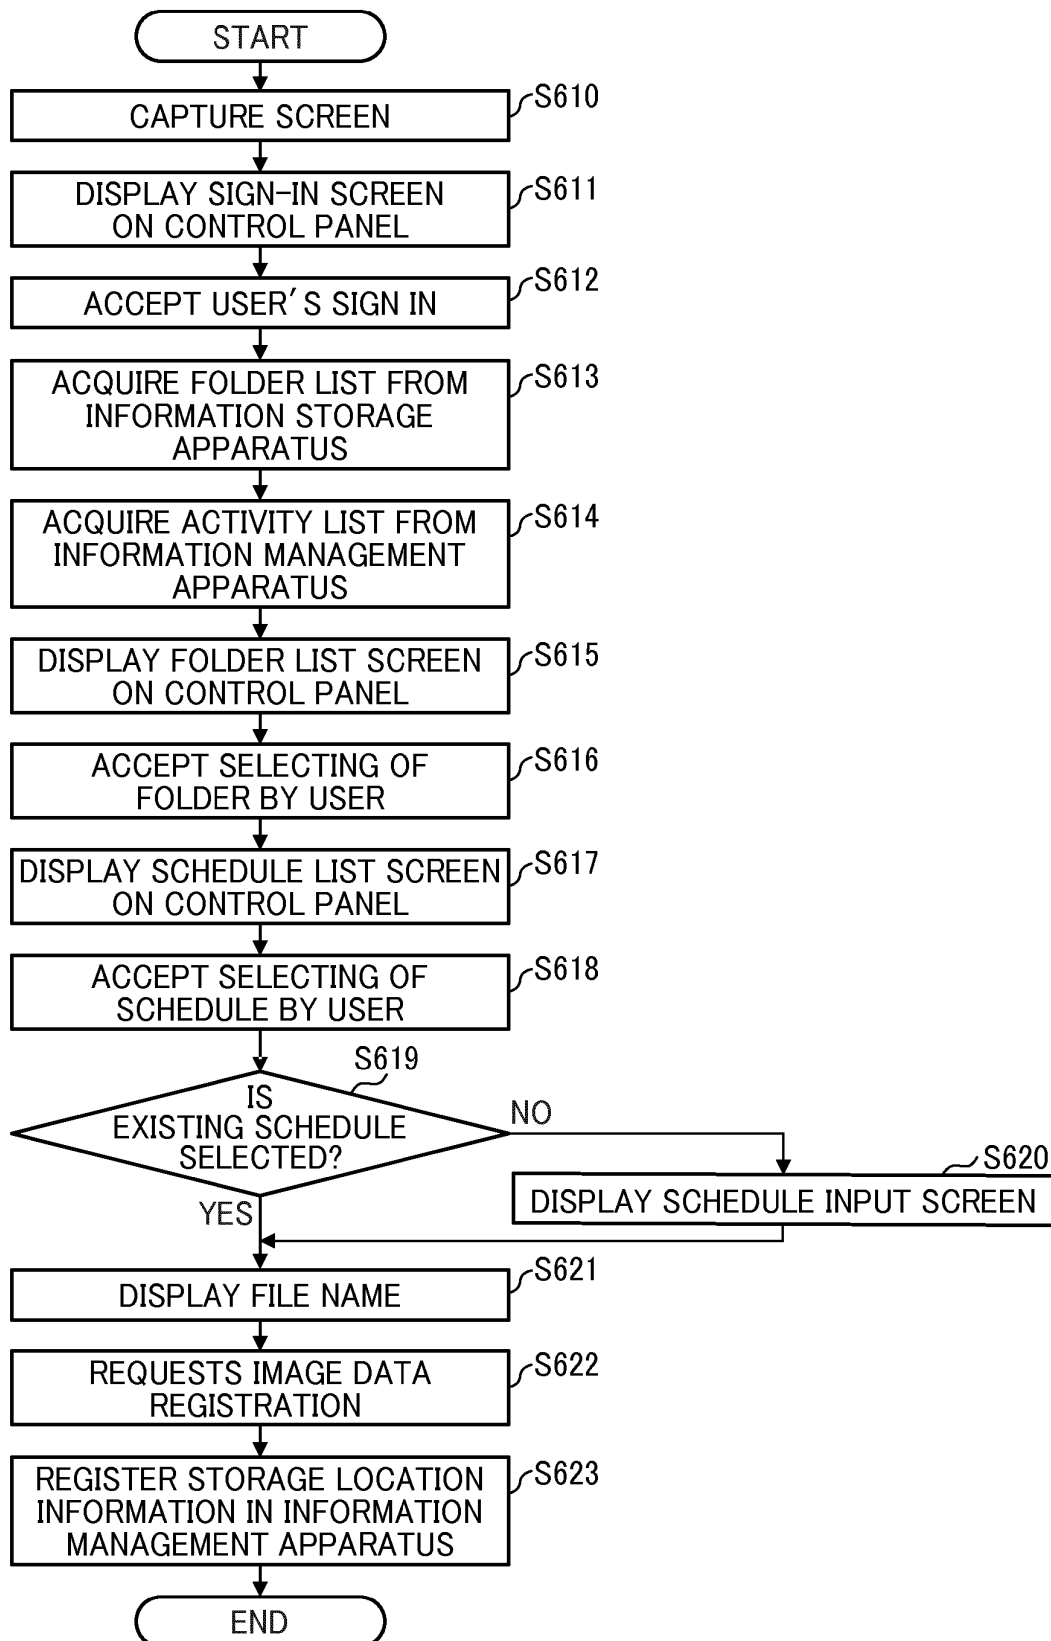 START
CAPTURE SCREEN
S610
DISPLAY SIGN-IN SCREEN
ON CONTROL PANEL
S611
ACCEPT USER'S SIGN IN
S612
ACQUIRE FOLDER LIST FROM
INFORMATION STORAGE
APPARATUS
S613
ACQUIRE ACTIVITY LIST FROM
INFORMATION MANAGEMENT
APPARATUS
S614
DISPLAY FOLDER LIST SCREEN
ON CONTROL PANEL
S615
ACCEPT SELECTING OF
FOLDER BY USER
S616
DISPLAY SCHEDULE LIST SCREEN
ON CONTROL PANEL
S617
ACCEPT SELECTING OF
SCHEDULE BY USER
S618
S619
IS
EXISTING SCHEDULE
SELECTED?
NO
YES
S620
DISPLAY SCHEDULE INPUT SCREEN
DISPLAY FILE NAME
S621
REQUESTS IMAGE DATA
REGISTRATION
S622
REGISTER STORAGE LOCATION
INFORMATION IN INFORMATION
MANAGEMENT APPARATUS
S623
END